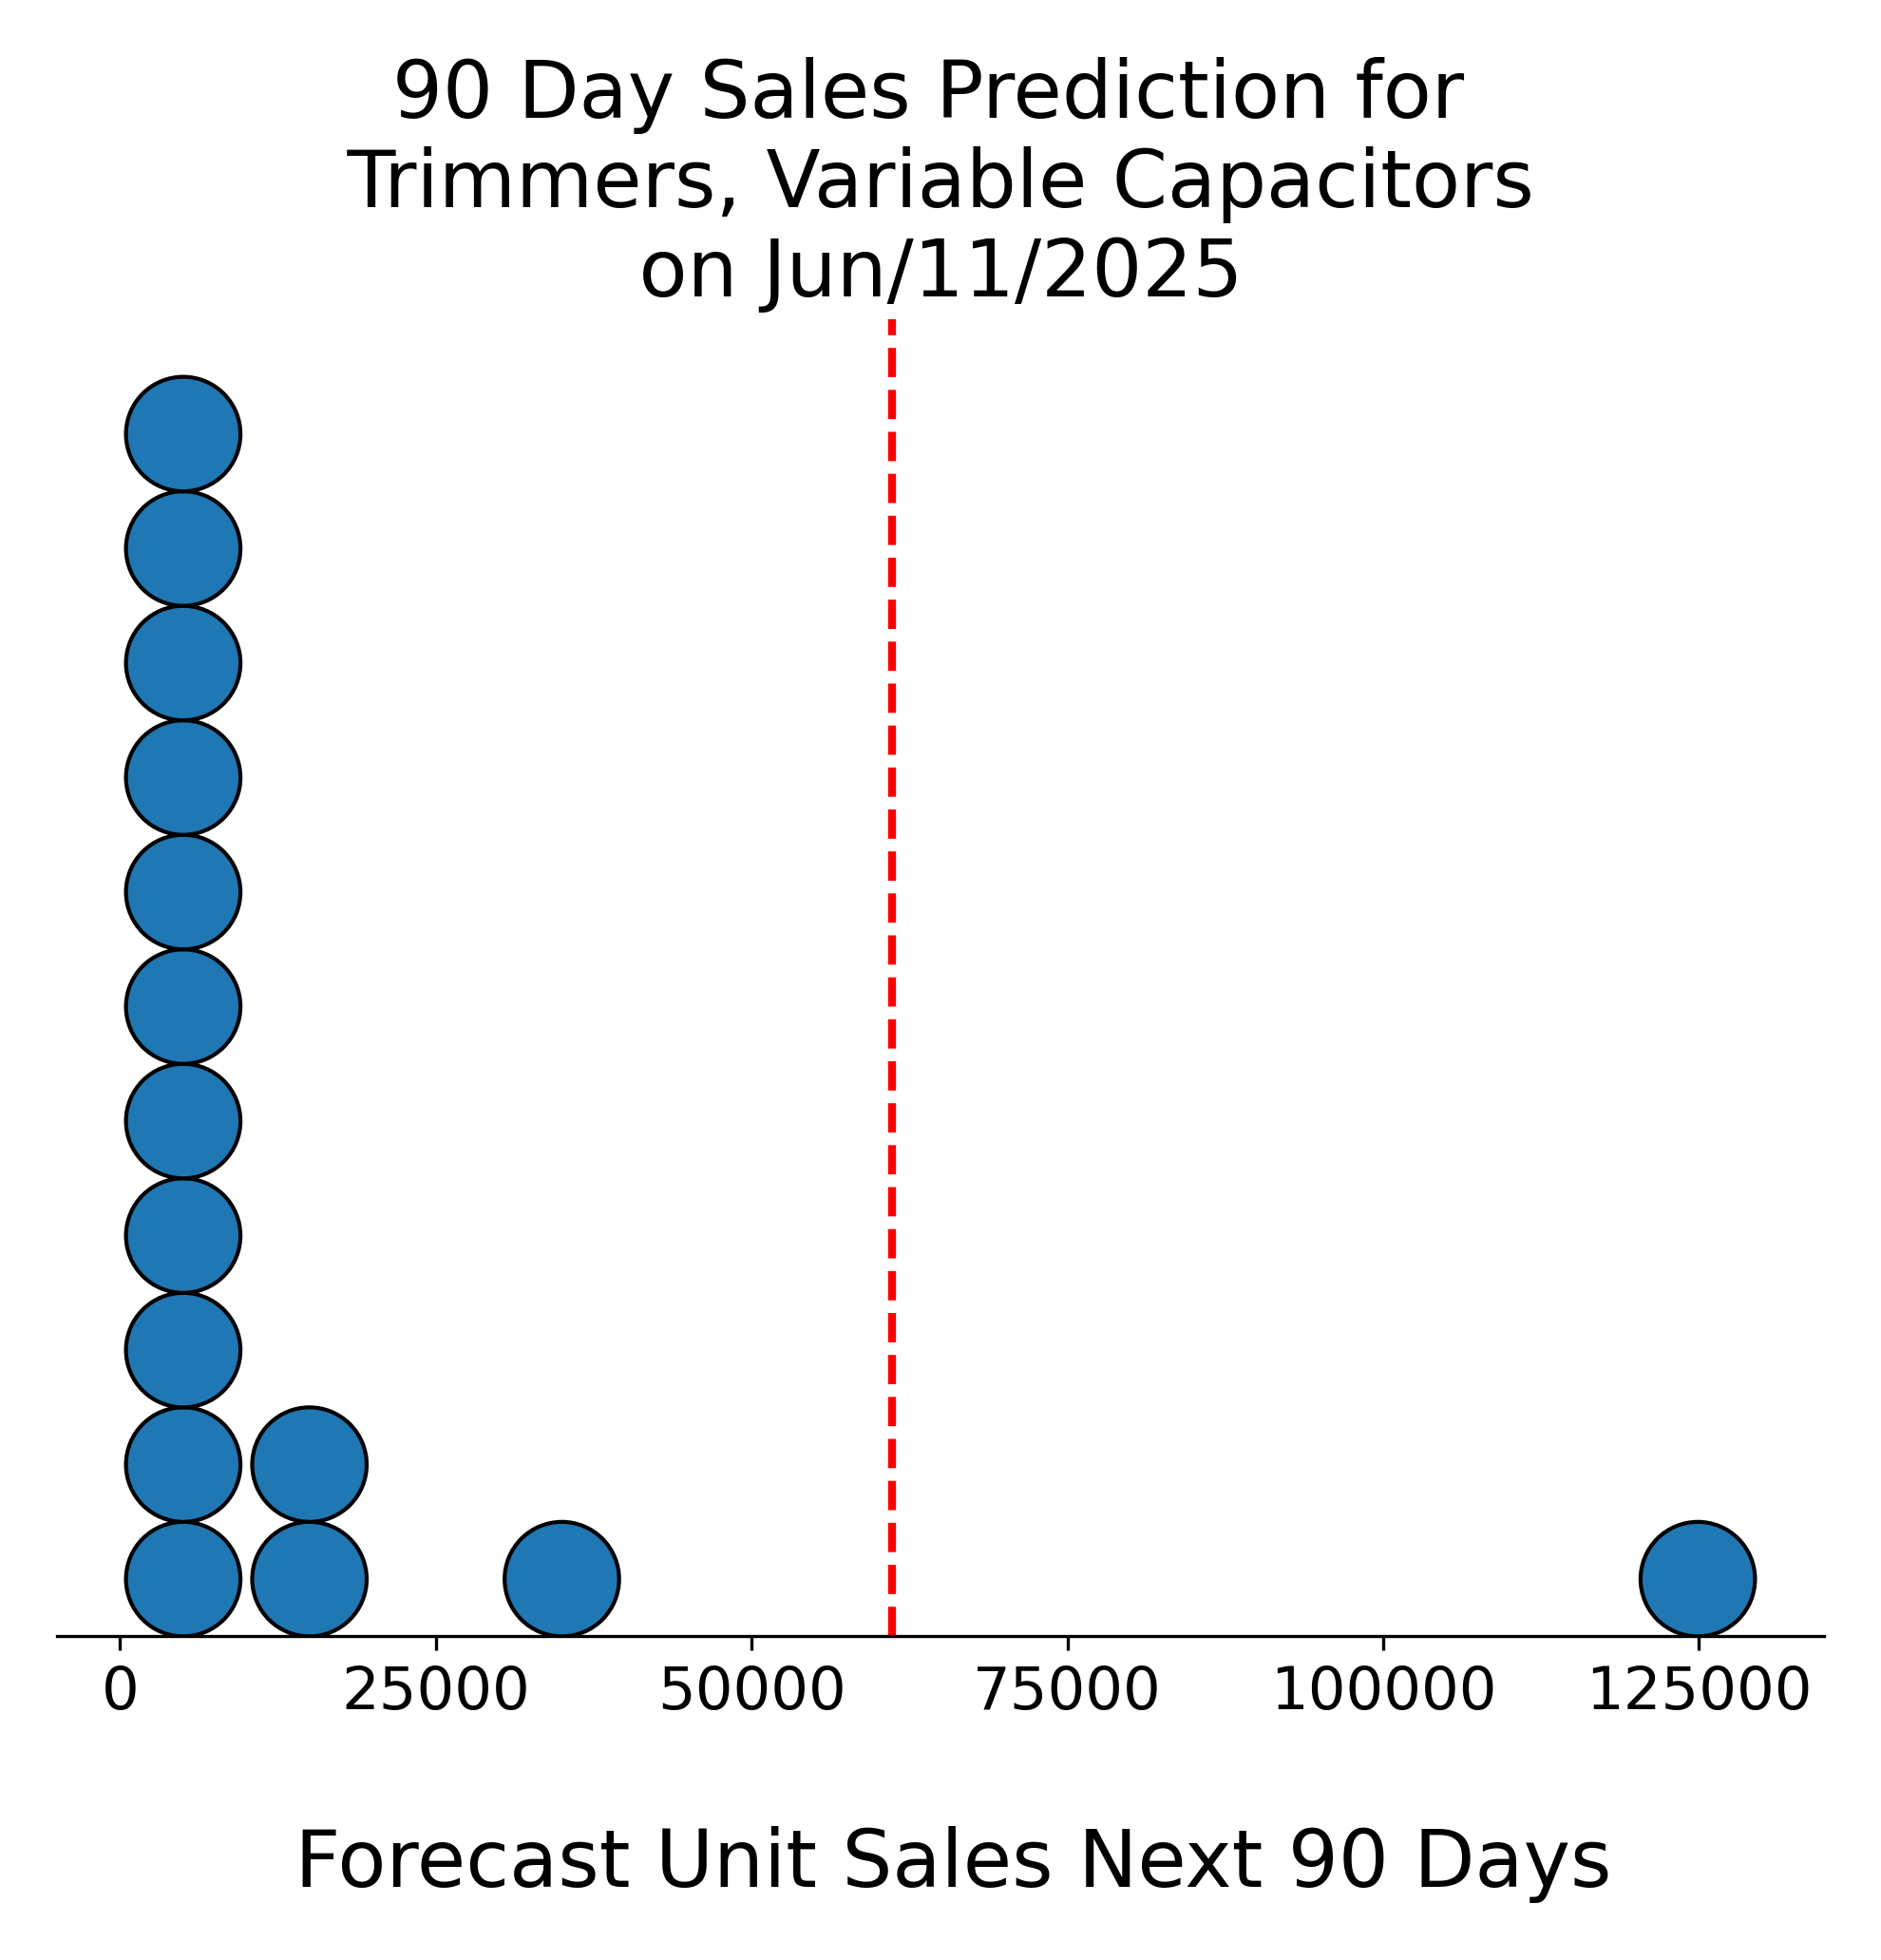 90 Day Sales Prediction for
Trimmers, Variable Capacitors
on Jun/11/2025
0 25000 50000 75000 100000 125000
Forecast Unit Sales Next 90 Days